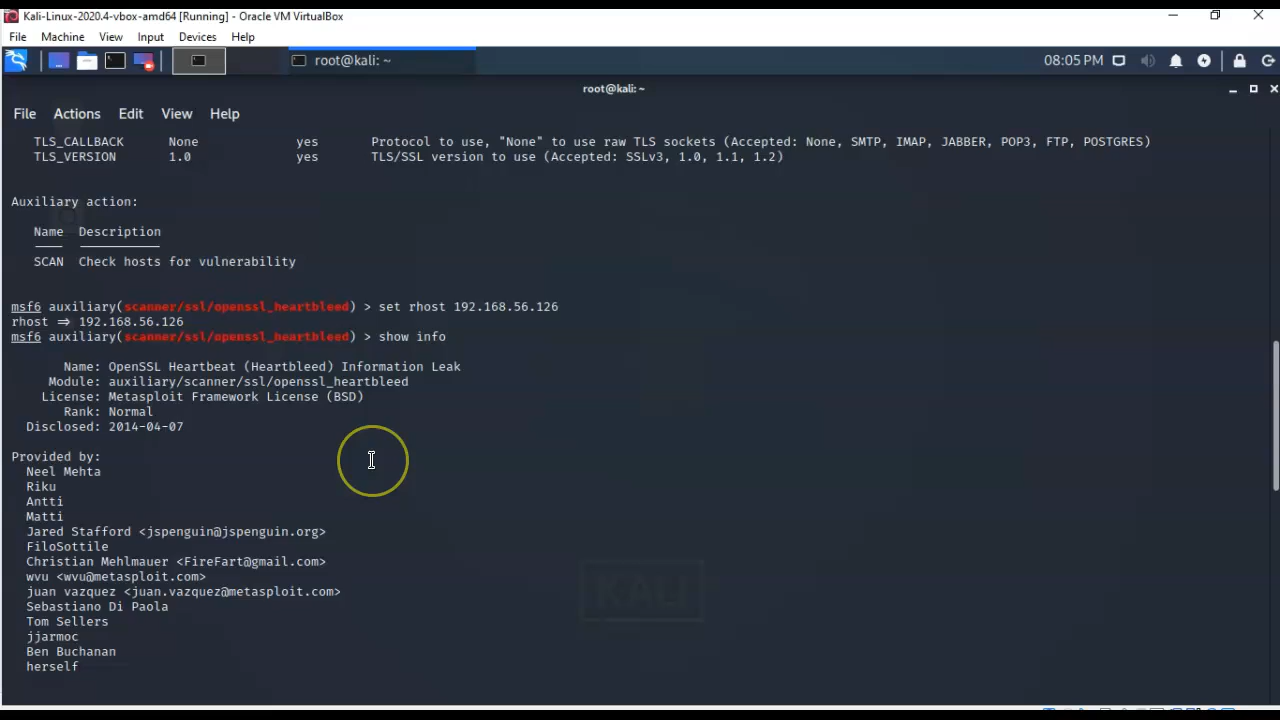 Kali-Linux-2020.4-vbox-amd64 [Running] - Oracle VM VirtualBox
File Machine View Input Devices Help
root@kali: ~ 08:05 PM
root@kali: ~
File Actions Edit View Help
TLS_CALLBACK None yes Protocol to use, "None" to use raw TLS sockets (Accepted: None, SMTP, IMAP, JABBER, POP3, FTP, POSTGRES)
TLS_VERSION 1.0 yes TLS/SSL version to use (Accepted: SSLv3, 1.0, 1.1, 1.2)
Auxiliary action:
Name Description
SCAN Check hosts for vulnerability
msf6 auxiliary(scanner/ssl/openssl_heartbleed) > set rhost 192.168.56.126
rhost => 192.168.56.126
msf6 auxiliary(scanner/ssl/openssl_heartbleed) > show info
Name: OpenSSL Heartbeat (Heartbleed) Information Leak
Module: auxiliary/scanner/ssl/openssl_heartbleed
License: Metasploit Framework License (BSD)
Rank: Normal
Disclosed: 2014-04-07
Provided by:
Neel Mehta
Riku
Antti
Matti
Jared Stafford <jspenguin@jspenguin.org>
FiloSottile
Christian Mehlmauer <FireFart@gmail.com>
wvu <wvu@metasploit.com>
juan vazquez <juan.vazquez@metasploit.com>
Sebastiano Di Paola
Tom Sellers
jjarmoc
Ben Buchanan
herself
KALI